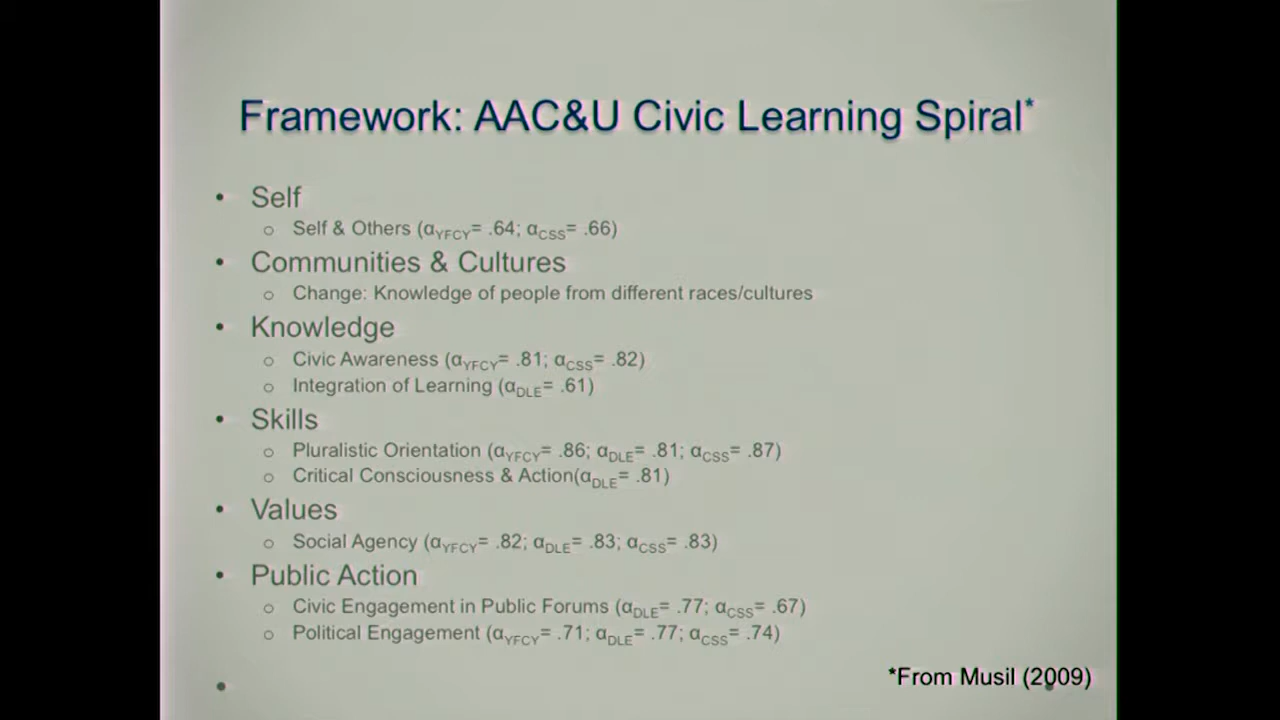 Framework: AAC&U Civic Learning Spiral*
• Self
o Self & Others (αYFCY= .64; αCSS= .66)
• Communities & Cultures
o Change: Knowledge of people from different races/cultures
• Knowledge
o Civic Awareness (αYFCY= .81; αCSS= .82)
o Integration of Learning (αDLE= .61)
• Skills
o Pluralistic Orientation (αYFCY= .86; αDLE= .81; αCSS= .87)
o Critical Consciousness & Action(αDLE= .81)
• Values
o Social Agency (αYFCY= .82; αDLE= .83; αCSS= .83)
• Public Action
o Civic Engagement in Public Forums (αDLE= .77; αCSS= .67)
o Political Engagement (αYFCY= .71; αDLE= .77; αCSS= .74)
*From Musil (2009)